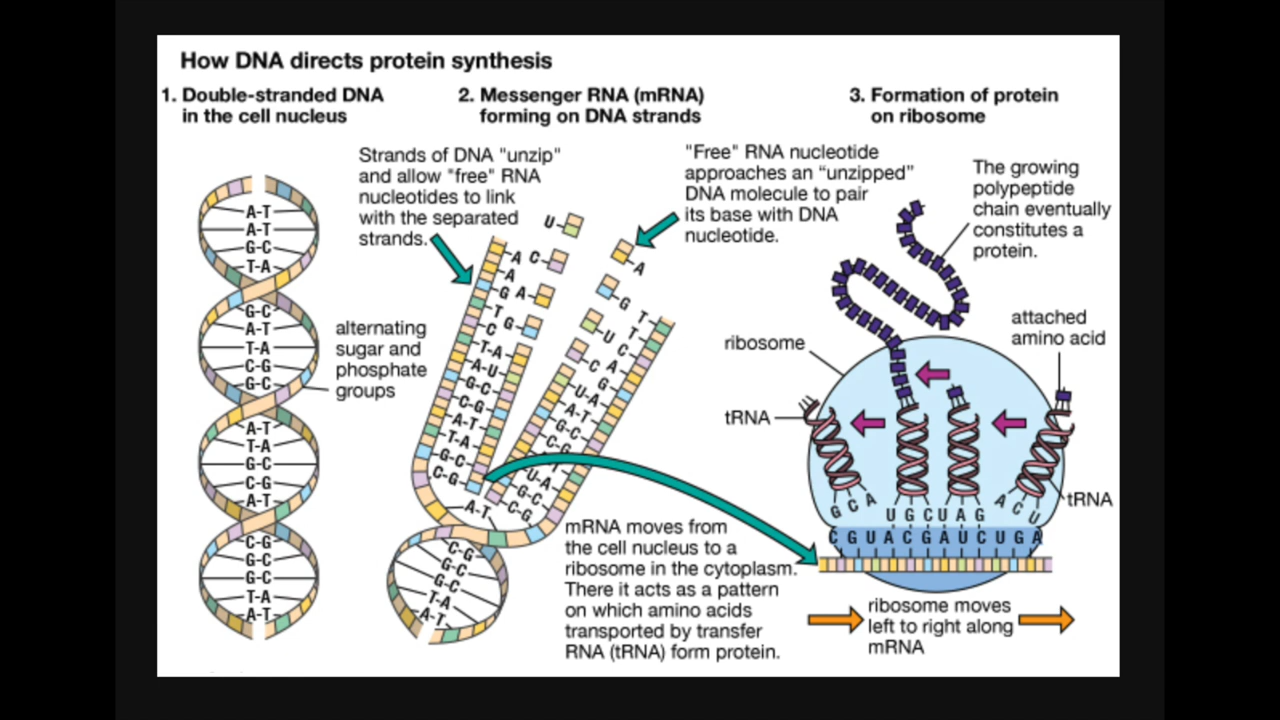 How DNA directs protein synthesis
1. Double-stranded DNA
in the cell nucleus
2. Messenger RNA (mRNA)
forming on DNA strands
3. Formation of protein
on ribosome
Strands of DNA "unzip"
and allow "free" RNA
nucleotides to link
with the separated
strands.
"Free" RNA nucleotide
approaches an “unzipped”
DNA molecule to pair
its base with DNA
nucleotide.
The growing
polypeptide
chain eventually
constitutes a
protein.
A-T
A-T
G-C
T-A
G-C
A-T
T-A
C-G
G-C
A-T
T-A
G-C
C-G
A-T
C-G
G-C
G-C
T-A
A-T
alternating
sugar and
phosphate
groups
U
A C
A
G A
T G
C
T-A
A-U
G-C
C-G
A-T
T-A
G-C
C-G
A
G T
U T
C C
A
G
U-A
A-T
G-C
C-G
U-A
G-C
C-G
A-T
C-G
G-C
G-C
T-A
A-T
ribosome
attached
amino acid
tRNA
tRNA
G C A
U G C U A G
A C U
C G U A C G A U C U G A
mRNA moves from
the cell nucleus to a
ribosome in the cytoplasm.
There it acts as a pattern
on which amino acids
transported by transfer
RNA (tRNA) form protein.
ribosome moves
left to right along
mRNA